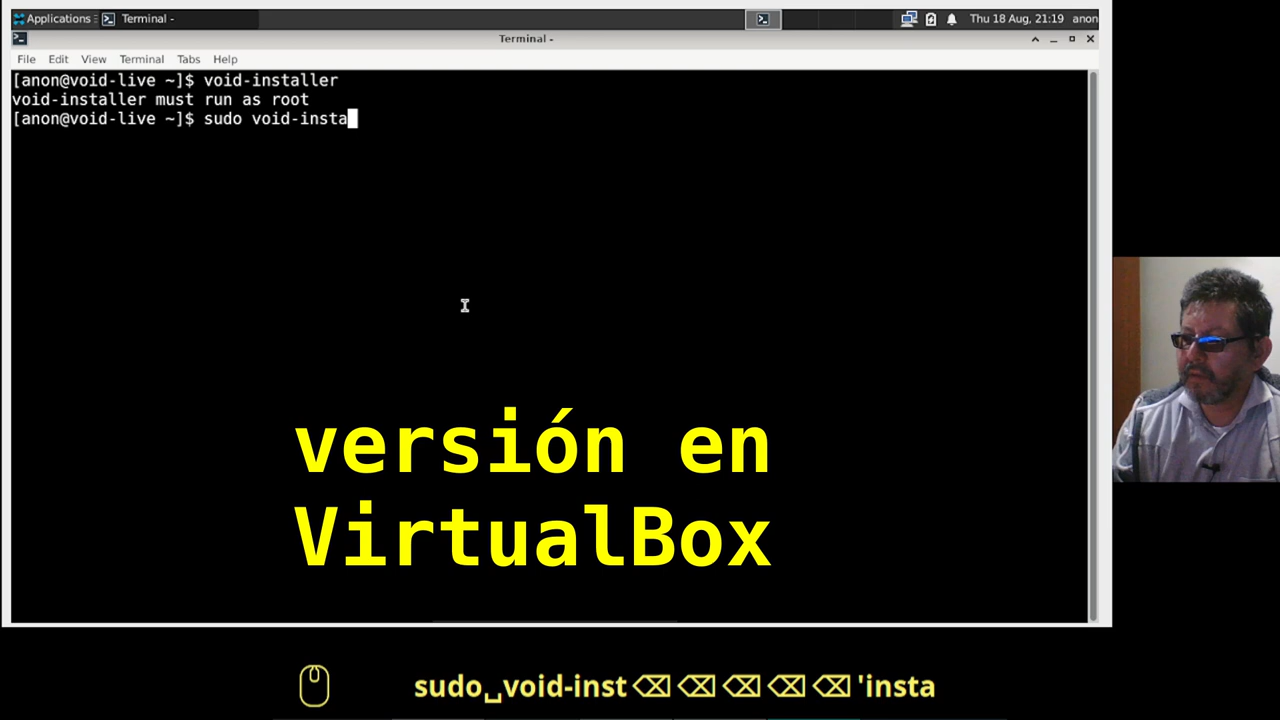 Applications Terminal - Thu 18 Aug, 21:19 anon
Terminal -
File Edit View Terminal Tabs Help
[anon@void-live ~]$ void-installer
void-installer must run as root
[anon@void-live ~]$ sudo void-insta
versión en
VirtualBox
sudo␣void-inst⌫⌫⌫⌫⌫'insta